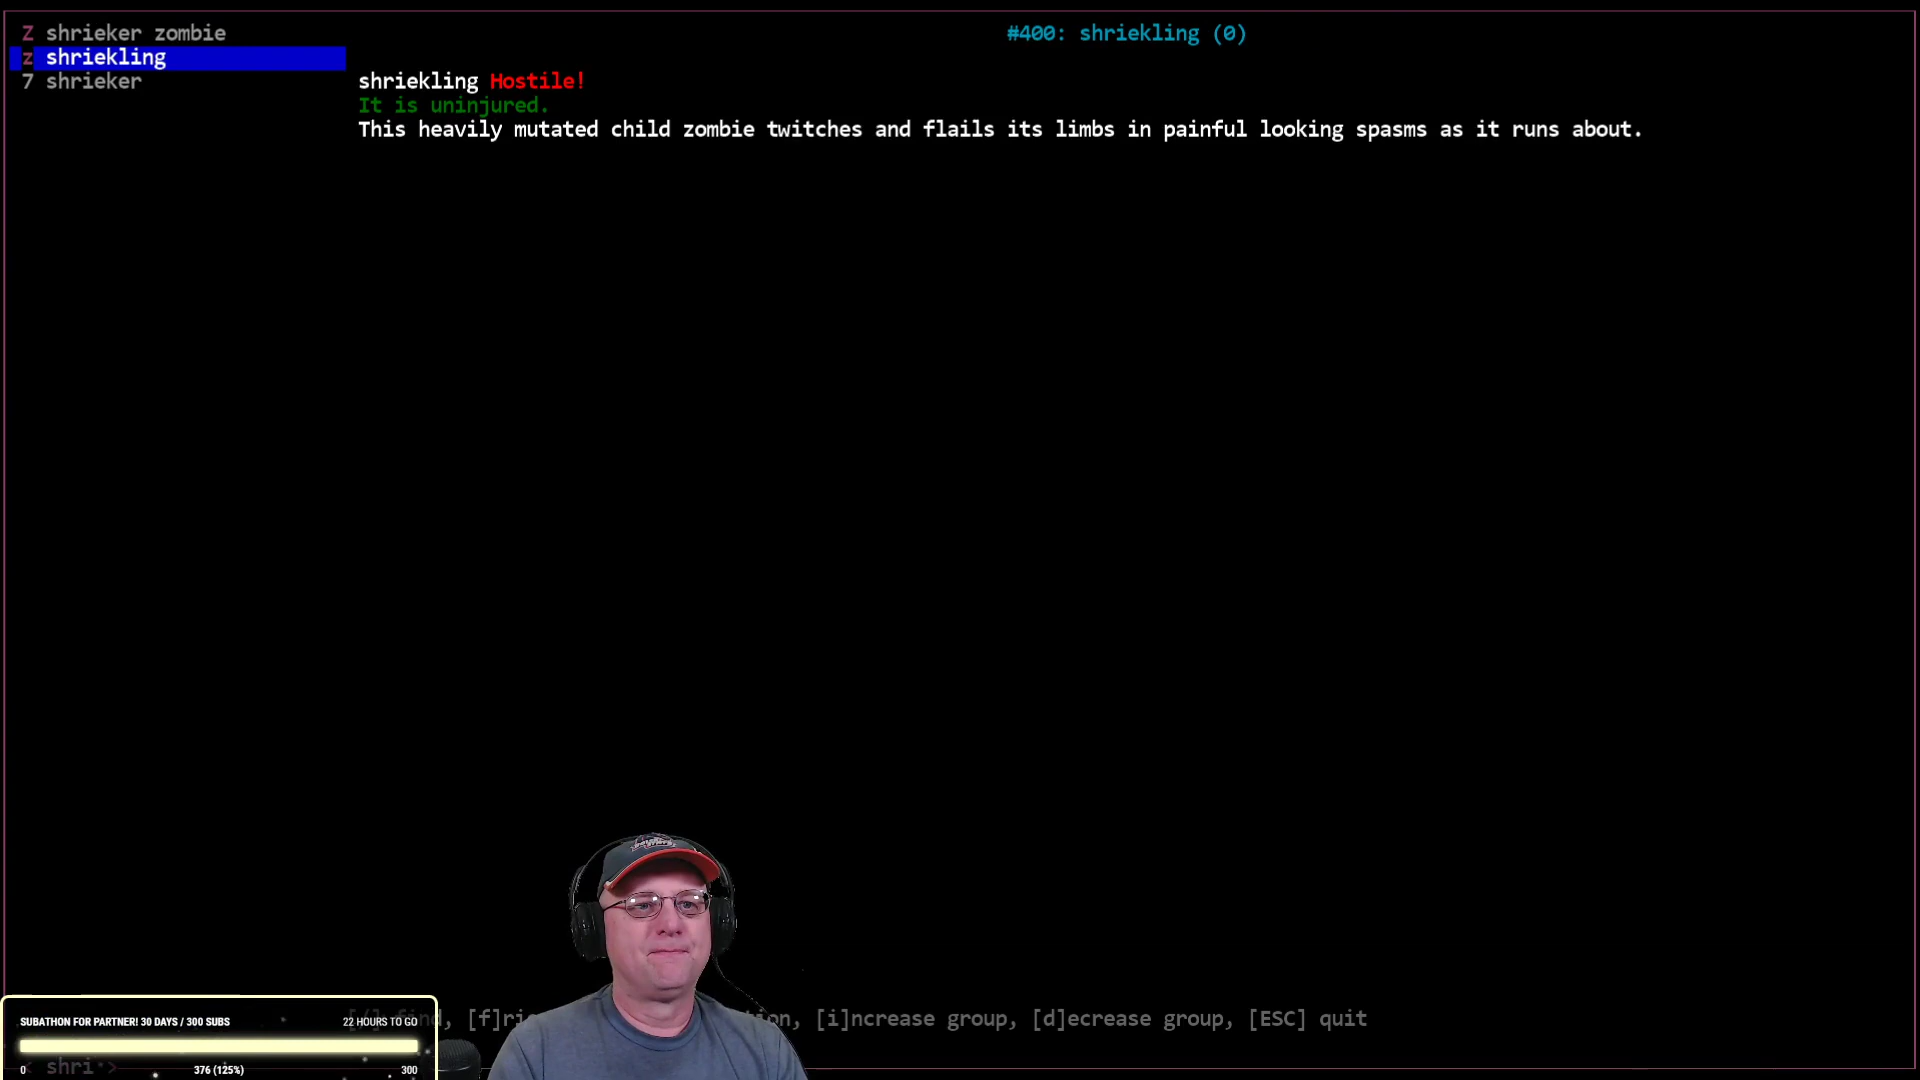 Z shrieker zombie
#400: shriekling (0)
z shriekling
7 shrieker
shriekling Hostile!
It is uninjured.
This heavily mutated child zombie twitches and flails its limbs in painful looking spasms as it runs about.
SUBATHON FOR PARTNER! 30 DAYS / 300 SUBS
22 HOURS TO GO
[i]ncrease group, [d]ecrease group, [ESC] quit
< shri*>
0
376 (125%)
300